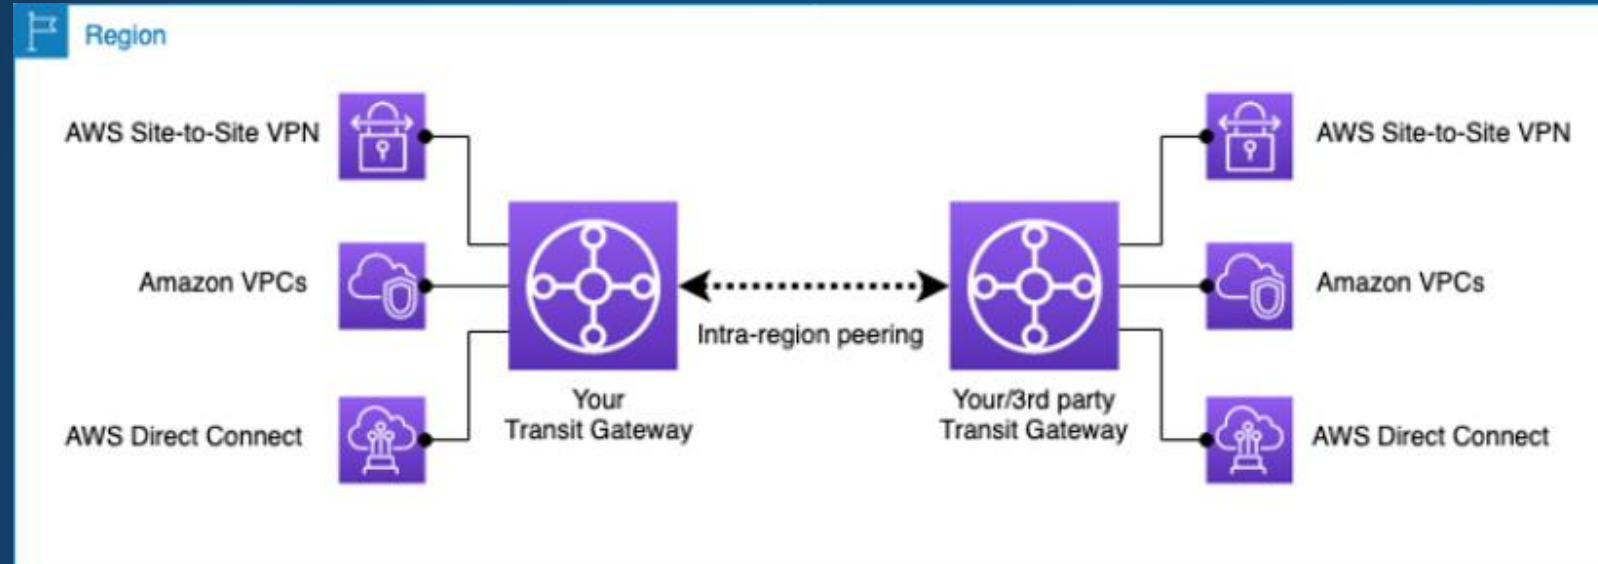 Region
AWS Site-to-Site VPN
AWS Site-to-Site VPN
Amazon VPCs
Amazon VPCs
Intra-region peering
Your
Transit Gateway
Your/3rd party
Transit Gateway
AWS Direct Connect
AWS Direct Connect